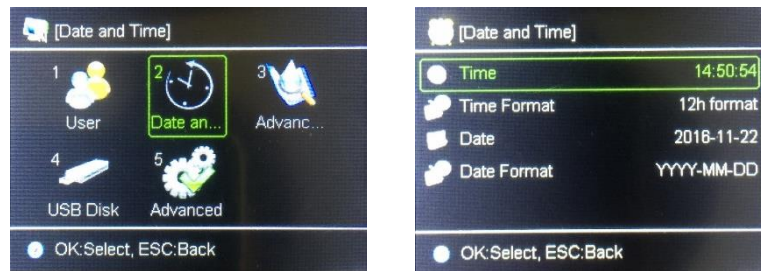 [Date and Time]
1
2
3
User
Date an...
Advanc...
4
5
USB Disk
Advanced
OK:Select, ESC:Back
[Date and Time]
Time 14:50:54
Time Format 12h format
Date 2016-11-22
Date Format YYYY-MM-DD
OK:Select, ESC:Back